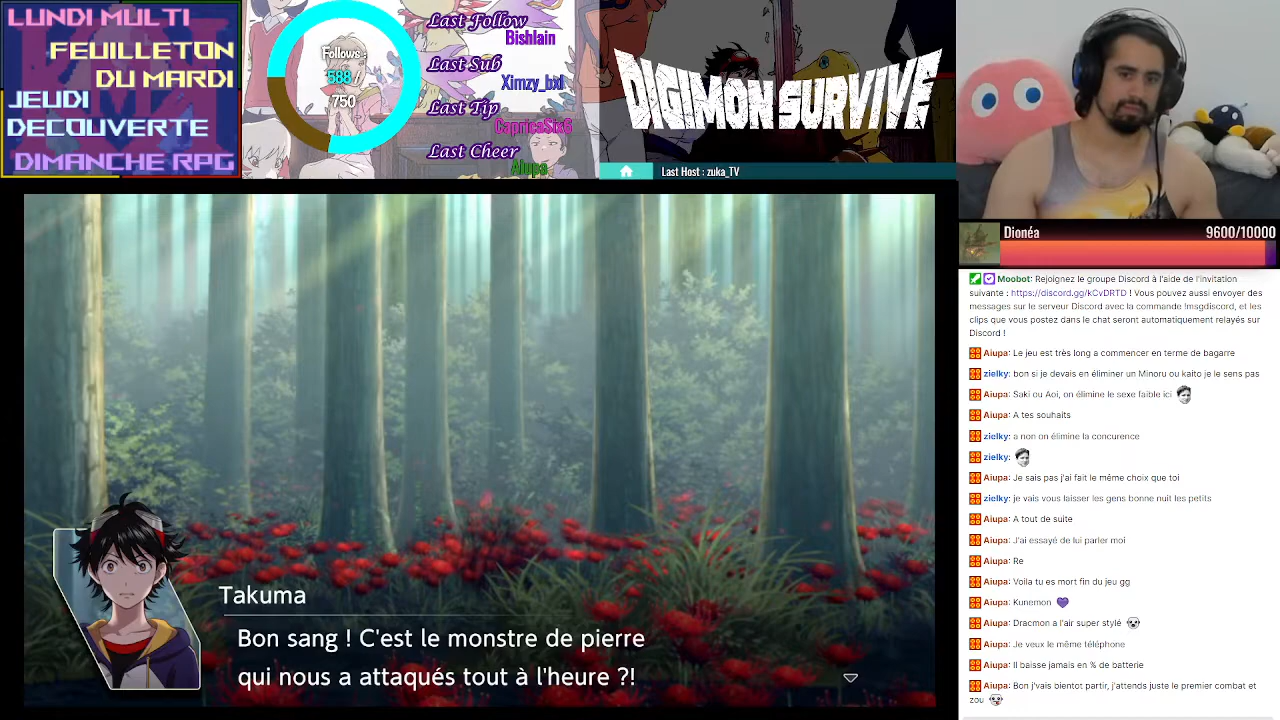 LUNDI MULTI
FEUILLETON
DU MARDI
JEUDI
DECOUVERTE
DIMANCHE RPG
Follows :
588 /
750
Last Follow
Bishlain
Last Sub
Ximzy_bxl
Last Tip
CapricaSix6
Last Cheer
Aiupa
DIGIMON SURVIVE
Last Host : zuka_TV
Dionéa 9600/10000
Moobot: Rejoignez le groupe Discord à l'aide de l'invitation
suivante : https://discord.gg/kCvDRTD ! Vous pouvez aussi envoyer des
messages sur le serveur Discord avec la commande !msgdiscord, et les
clips que vous postez dans le chat seront automatiquement relayés sur
Discord !
Aiupa: Le jeu est très long a commencer en terme de bagarre
zielky: bon si je devais en éliminer un Minoru ou kaito je le sens pas
Aiupa: Saki ou Aoi, on élimine le sexe faible ici
Aiupa: A tes souhaits
zielky: a non on élimine la concurence
zielky:
Aiupa: Je sais pas j'ai fait le même choix que toi
zielky: je vais vous laisser les gens bonne nuit les petits
Aiupa: A tout de suite
Aiupa: J'ai essayé de lui parler moi
Aiupa: Re
Aiupa: Voila tu es mort fin du jeu gg
Aiupa: Kunemon
Aiupa: Dracmon a l'air super stylé
Aiupa: Je veux le même téléphone
Aiupa: Il baisse jamais en % de batterie
Aiupa: Bon j'vais bientot partir, j'attends juste le premier combat et
zou
Takuma
Bon sang ! C'est le monstre de pierre
qui nous a attaqués tout à l'heure ?!